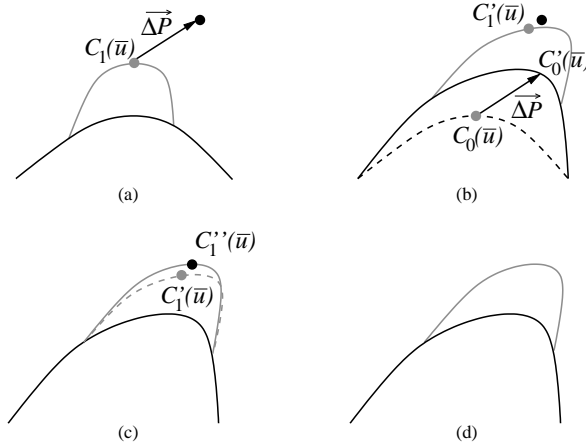 ΔP
C₁(ū)
(a)
C₁'(ū)
C₀'(ū)
ΔP
C₀(ū)
(b)
C₁''(ū)
C₁'(ū)
(c)
(d)